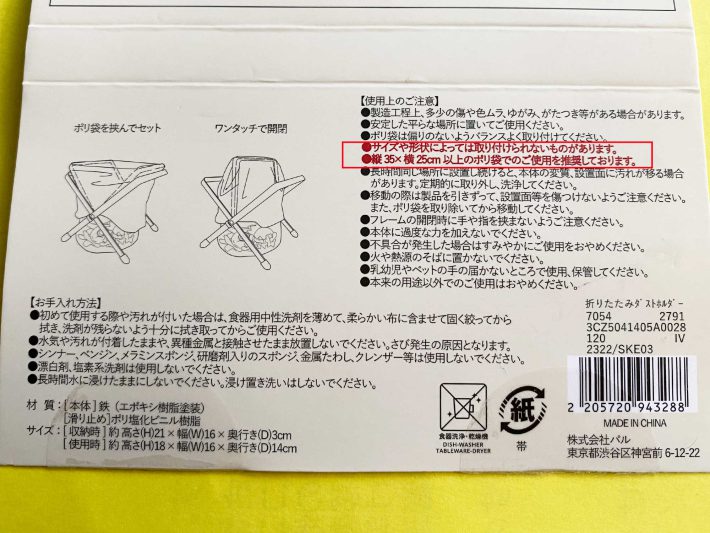 ポリ袋を挟んでセット
ワンタッチで開閉
【使用上のご注意】
●製造工程上、多少の傷や色ムラ、ゆがみ、がたつき等がある場合があります。
●安定した平らな場所に置いてご使用ください。
●ポリ袋は偏りのないようバランスよく取り付けてください。
●サイズや形状によっては取り付けられないものがあります。
●縦35×横25cm以上のポリ袋でのご使用を推奨しております。
●長時間同じ場所に設置し続けると、本体の変質、設置面に汚れが移る場合
があります。定期的に取り外し、洗浄してください。
●移動の際は製品を引きずって、設置面等を傷つけないようご注意ください。
また、ポリ袋を取り除いてから移動してください。
●フレームの開閉時に手や指を挟まないようご注意ください。
●本体に過度な力を加えないでください。
●不具合が発生した場合はすみやかにご使用をおやめください。
●火や熱源のそばに置かないでください。
●乳幼児やペットの手の届かないところで使用、保管してください。
●本来の用途以外でのご使用はおやめください。
【お手入れ方法】
●初めて使用する際や汚れが付いた場合は、食器用中性洗剤を薄めて、柔らかい布に含ませて固く絞ってから
拭き、洗剤が残らないよう十分に拭き取ってからご使用ください。
●水気や汚れが付着したままや、異種金属と接触させたまま放置しないでください。さび発生の原因となります。
●シンナー、ベンジン、メラミンスポンジ、研磨剤入りのスポンジ、金属たわし、クレンザー等は使用しないでください。
●漂白剤、塩素系洗剤は使用しないでください。
●長時間水に浸けたままにしないでください。浸け置き洗いはしないでください。
材 質：[本体]鉄（エポキシ樹脂塗装）
[滑り止め]ポリ塩化ビニル樹脂
サイズ：[収納時]約 高さ(H)21×幅(W)16×奥行き(D)3cm
[使用時]約 高さ(H)18×幅(W)16×奥行き(D)14cm
食器洗浄・乾燥機
DISH-WASHER
TABLEWARE-DRYER
紙
帯
折りたたみダストホルダー
7054 2791
3CZ5041405A0028
120 IV
2322/SKE03
2 205720 943288
MADE IN CHINA
株式会社パル
東京都渋谷区神宮前 6-12-22